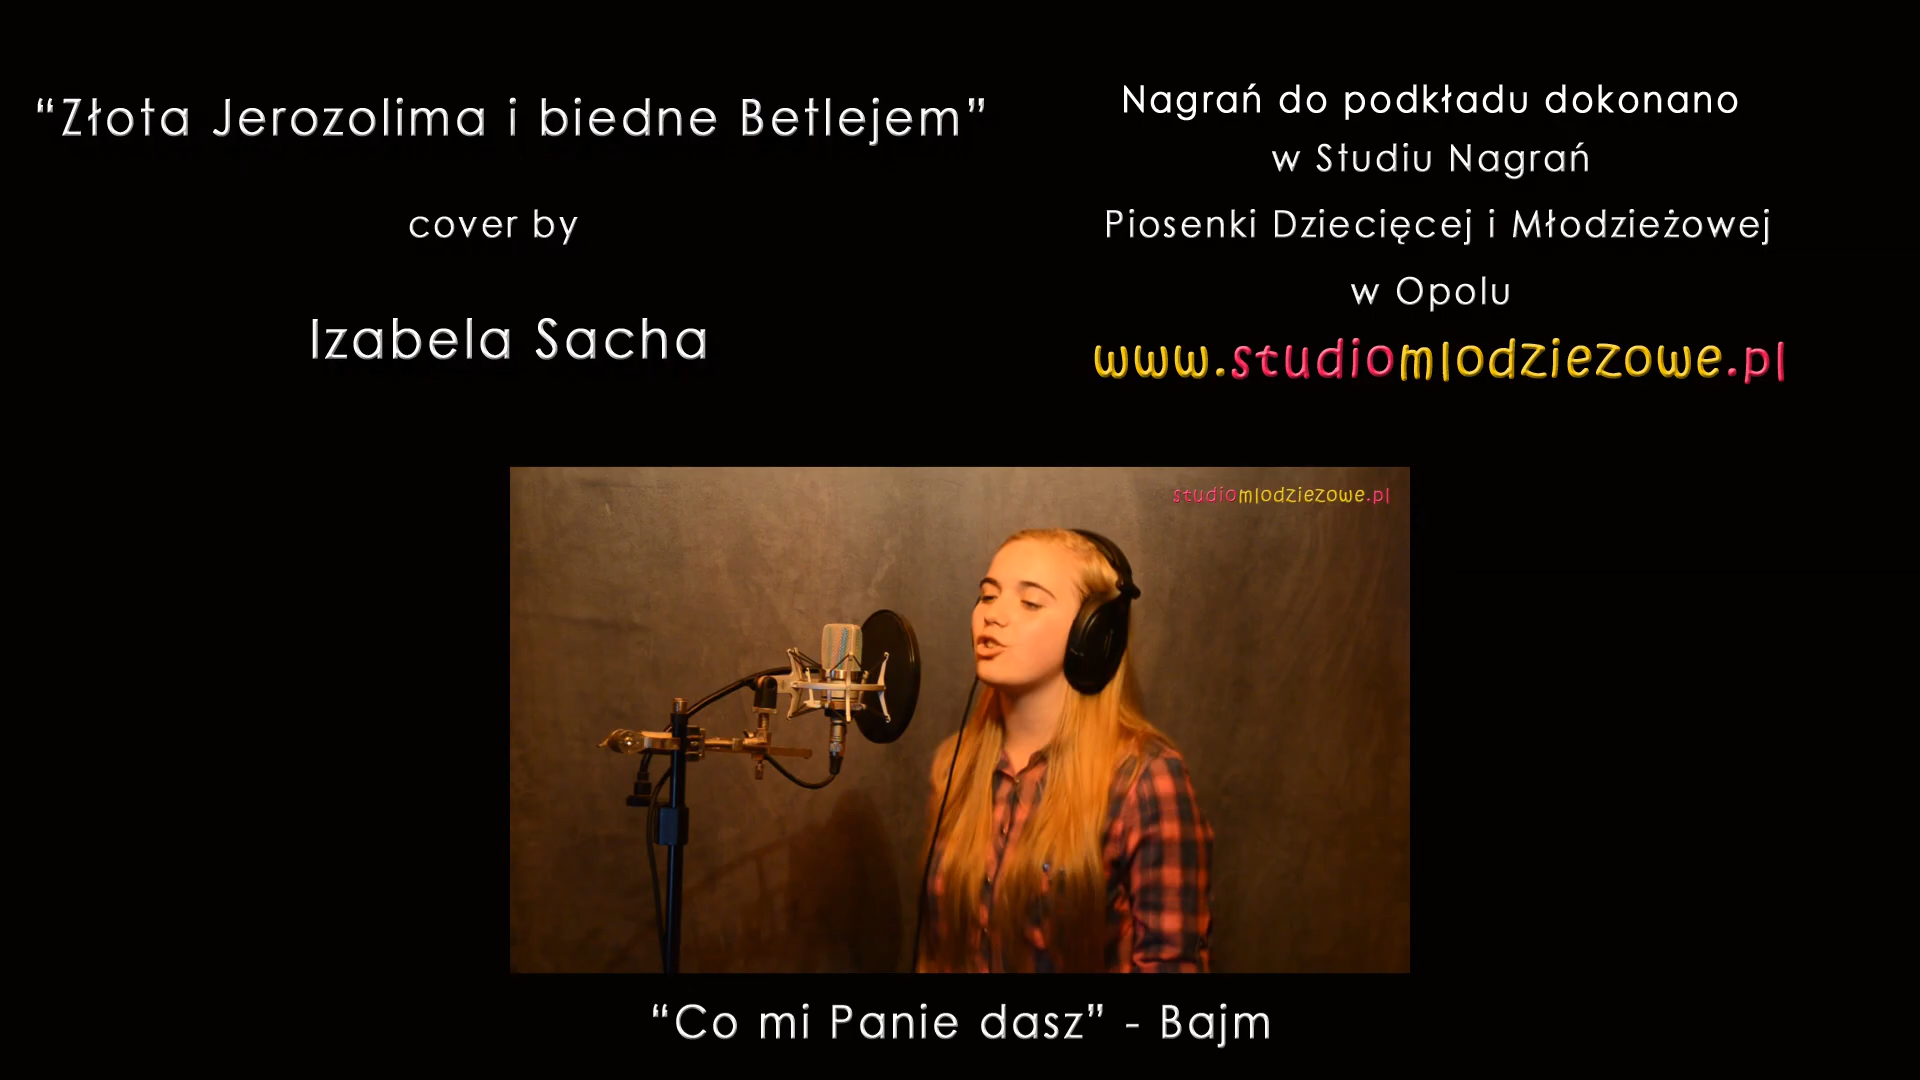 “Złota Jerozolima i biedne Betlejem”
cover by
Izabela Sacha
Nagrań do podkładu dokonano
w Studiu Nagrań
Piosenki Dziecięcej i Młodzieżowej
w Opolu
www.studiomlodziezowe.pl
studiomlodziezowe.pl
“Co mi Panie dasz” - Bajm